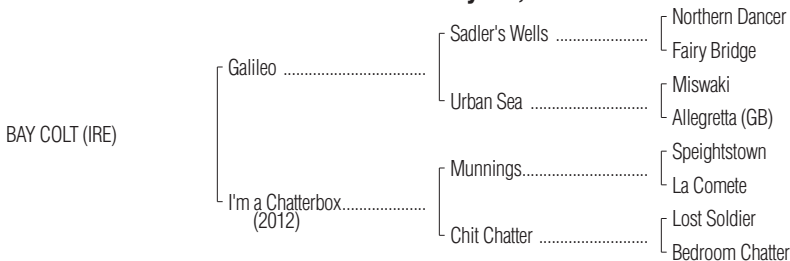 Northern Dancer
Sadler's Wells ........................
Fairy Bridge
Galileo ..................................
Miswaki
Urban Sea ............................
Allegretta (GB)
BAY COLT (IRE)
Speightstown
Munnings..............................
La Comete
I'm a Chatterbox....................
(2012)
Lost Soldier
Chit Chatter ..........................
Bedroom Chatter